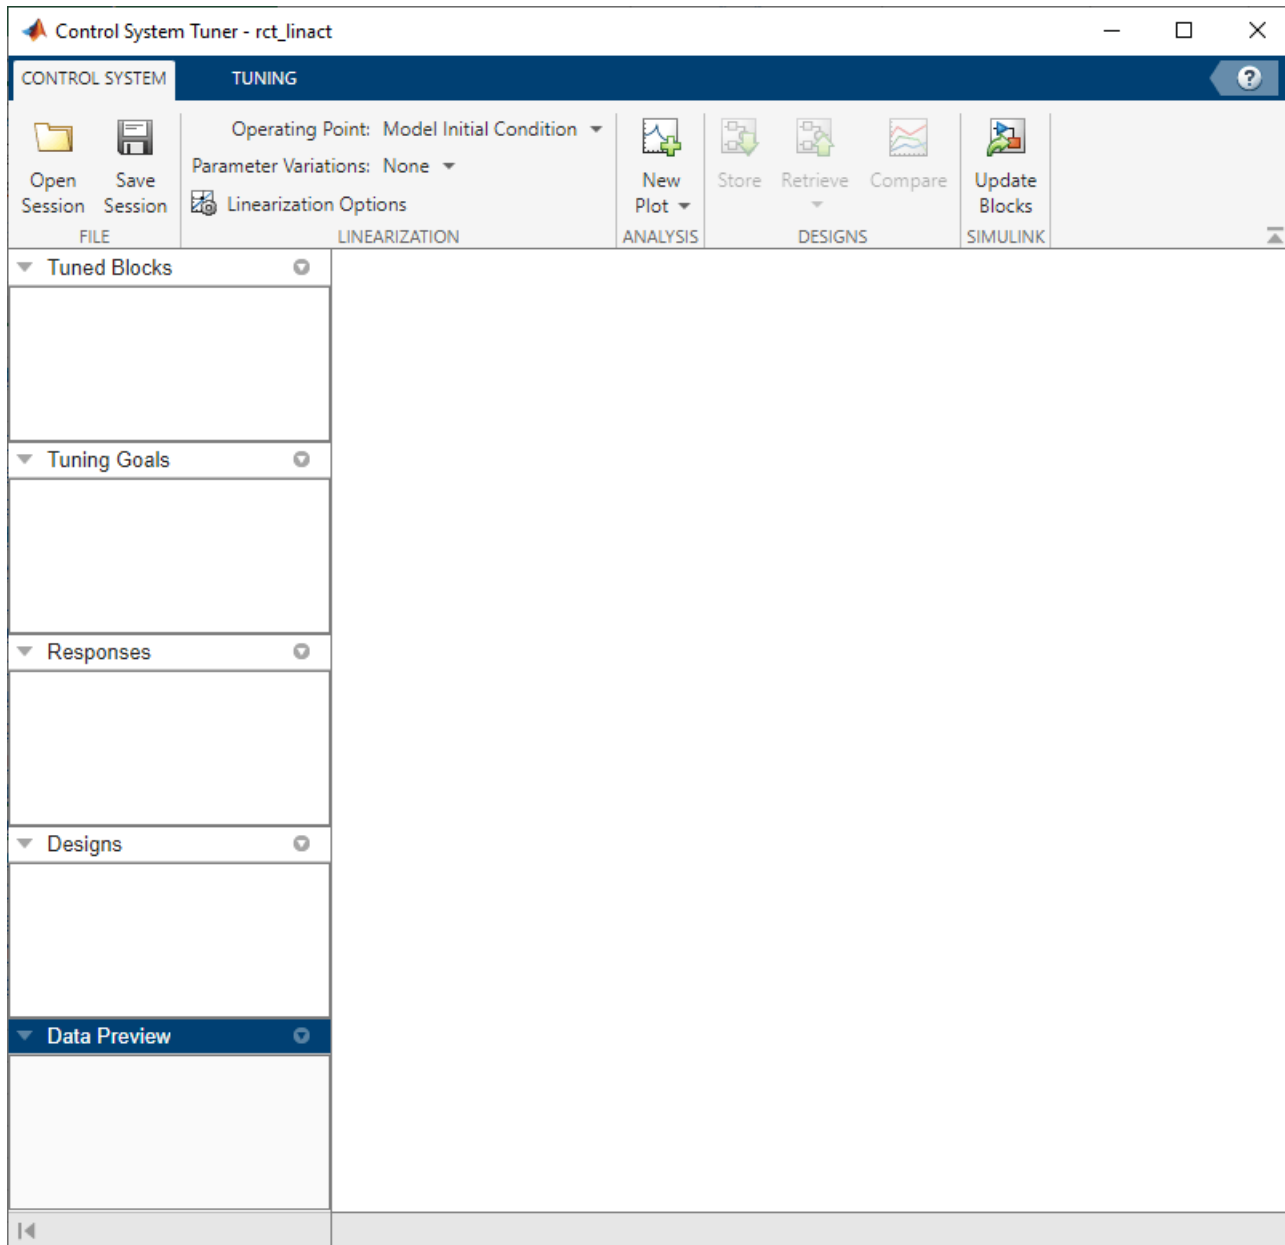 Control System Tuner - rct_linact
CONTROL SYSTEM TUNING
Operating Point: Model Initial Condition
Parameter Variations: None
Linearization Options
Open Session
Save Session
New Plot
Store
Retrieve
Compare
Update Blocks
FILE LINEARIZATION ANALYSIS DESIGNS SIMULINK
Tuned Blocks
Tuning Goals
Responses
Designs
Data Preview